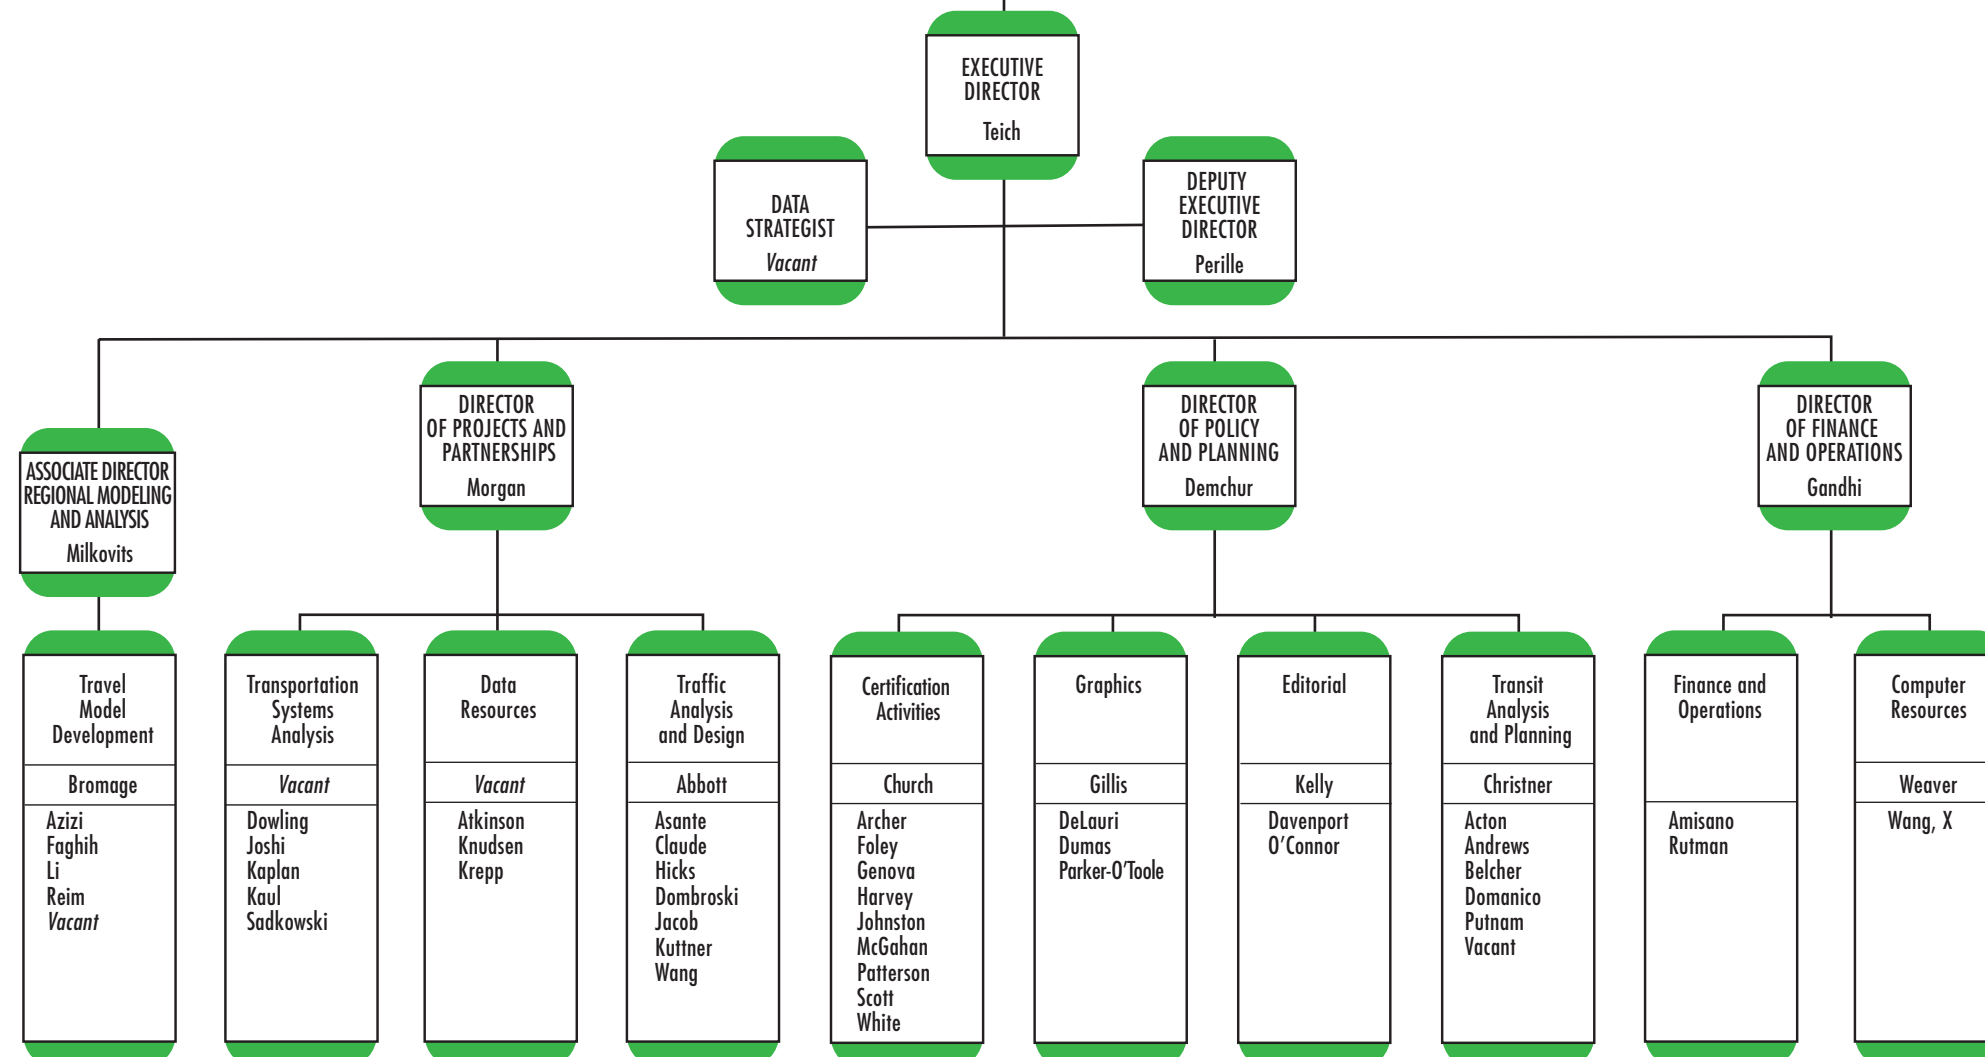 EXECUTIVE
DIRECTOR
Teich
DATA
STRATEGIST
Vacant
DEPUTY
EXECUTIVE
DIRECTOR
Perille
ASSOCIATE DIRECTOR
REGIONAL MODELING
AND ANALYSIS
Milkovits
DIRECTOR
OF PROJECTS AND
PARTNERSHIPS
Morgan
DIRECTOR
OF POLICY
AND PLANNING
Demchur
DIRECTOR
OF FINANCE
AND OPERATIONS
Gandhi
Travel
Model
Development
Bromage
Azizi
Faghih
Li
Reim
Vacant
Transportation
Systems
Analysis
Vacant
Dowling
Joshi
Kaplan
Kaul
Sadkowski
Data
Resources
Vacant
Atkinson
Knudsen
Krepp
Traffic
Analysis
and Design
Abbott
Asante
Claude
Hicks
Dombroski
Jacob
Kuttner
Wang
Certification
Activities
Church
Archer
Foley
Genova
Harvey
Johnston
McGahan
Patterson
Scott
White
Graphics
Gillis
DeLauri
Dumas
Parker-O'Toole
Editorial
Kelly
Davenport
O'Connor
Transit
Analysis
and Planning
Christner
Acton
Andrews
Belcher
Domanico
Putnam
Vacant
Finance and
Operations
Amisano
Rutman
Computer
Resources
Weaver
Wang, X